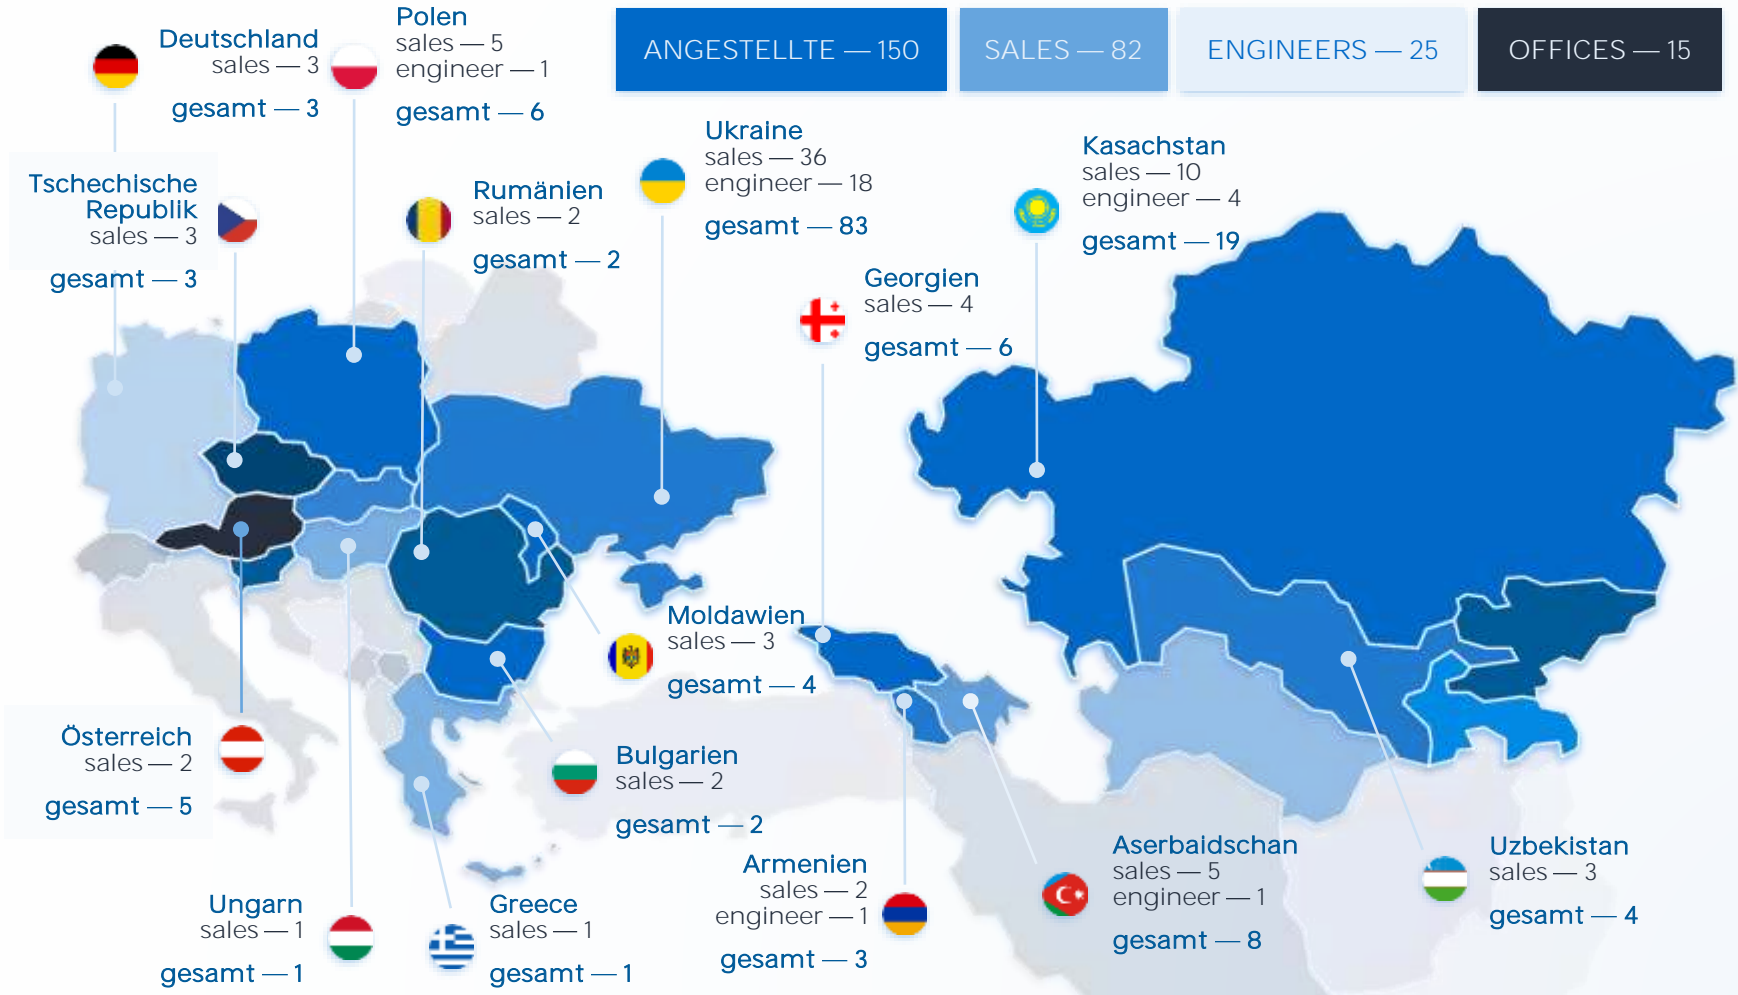 ANGESTELLTE — 150
SALES — 82
ENGINEERS — 25
OFFICES — 15
Deutschland
sales — 3
gesamt — 3
Polen
sales — 5
engineer — 1
gesamt — 6
Tschechische
Republik
sales — 3
gesamt — 3
Rumänien
sales — 2
gesamt — 2
Ukraine
sales — 36
engineer — 18
gesamt — 83
Kasachstan
sales — 10
engineer — 4
gesamt — 19
Georgien
sales — 4
gesamt — 6
Moldawien
sales — 3
gesamt — 4
Österreich
sales — 2
gesamt — 5
Bulgarien
sales — 2
gesamt — 2
Ungarn
sales — 1
gesamt — 1
Greece
sales — 1
gesamt — 1
Armenien
sales — 2
engineer — 1
gesamt — 3
Aserbaidschan
sales — 5
engineer — 1
gesamt — 8
Uzbekistan
sales — 3
gesamt — 4